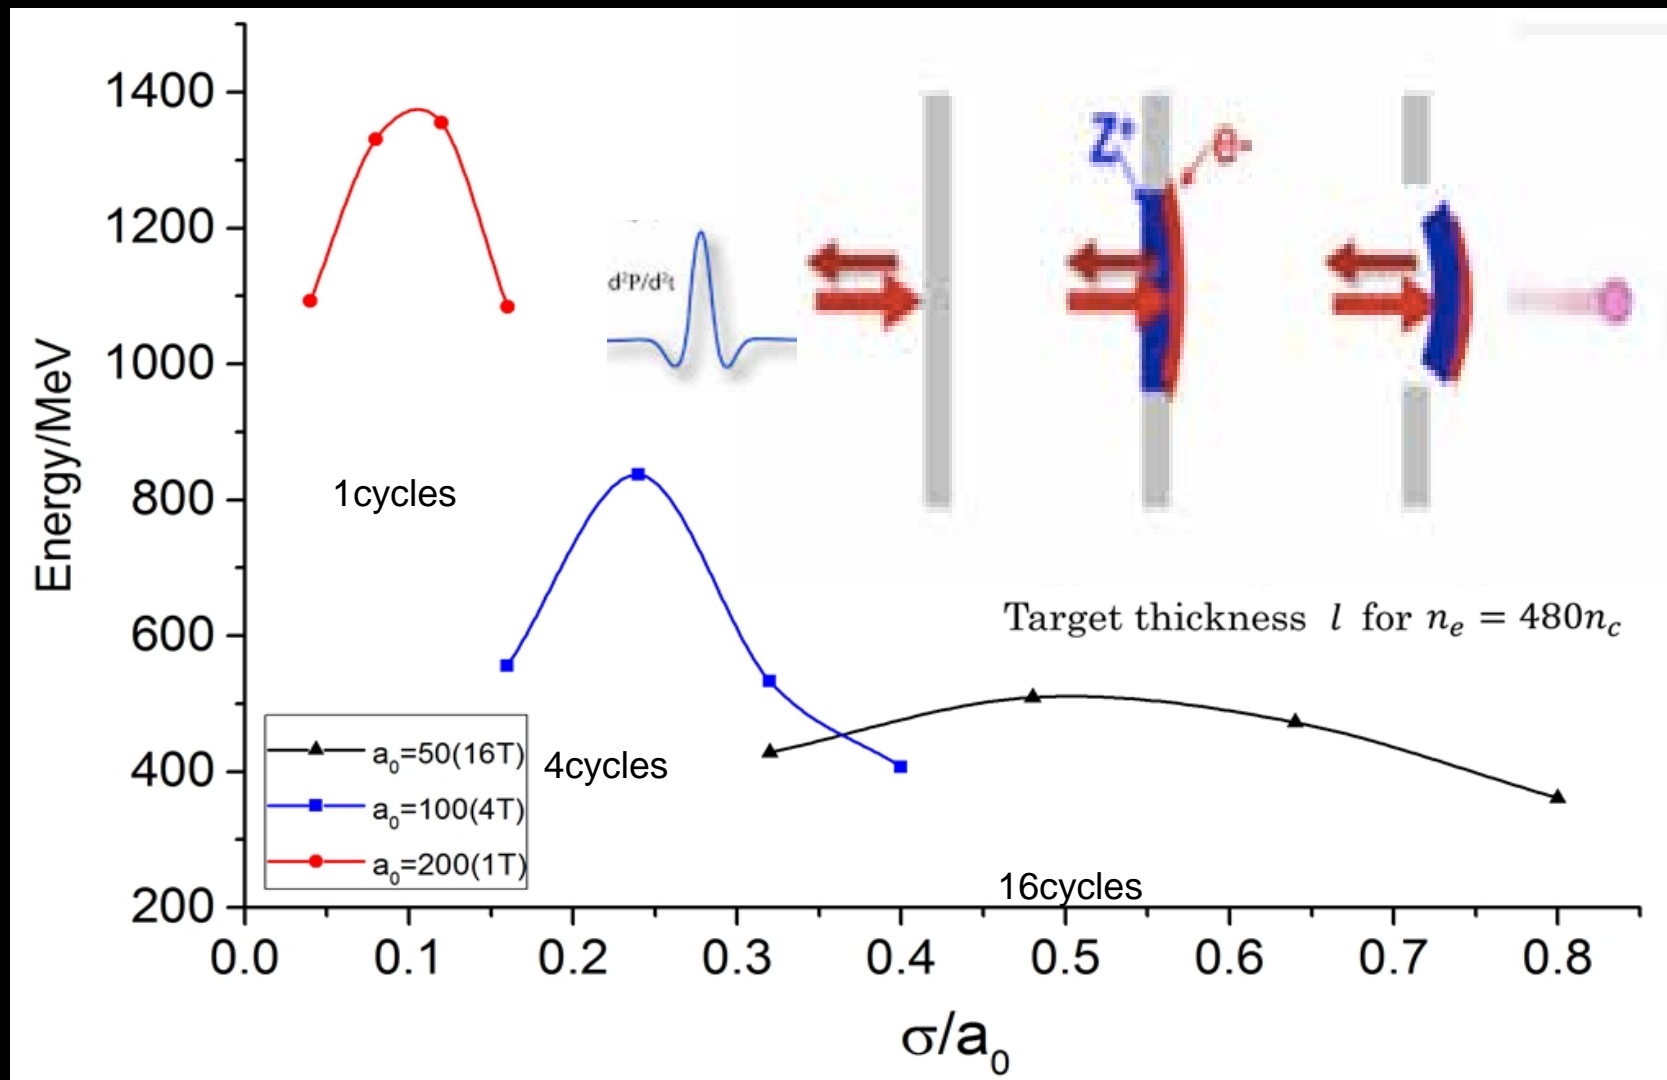 1400
1200
1000
800
600
400
200
Energy/MeV
0.0 0.1 0.2 0.3 0.4 0.5 0.6 0.7 0.8
σ/a₀
d²P/d²t
Z⁺
e⁻
1cycles
4cycles
16cycles
Target thickness l for nₑ = 480n_c
a₀=50(16T)
a₀=100(4T)
a₀=200(1T)